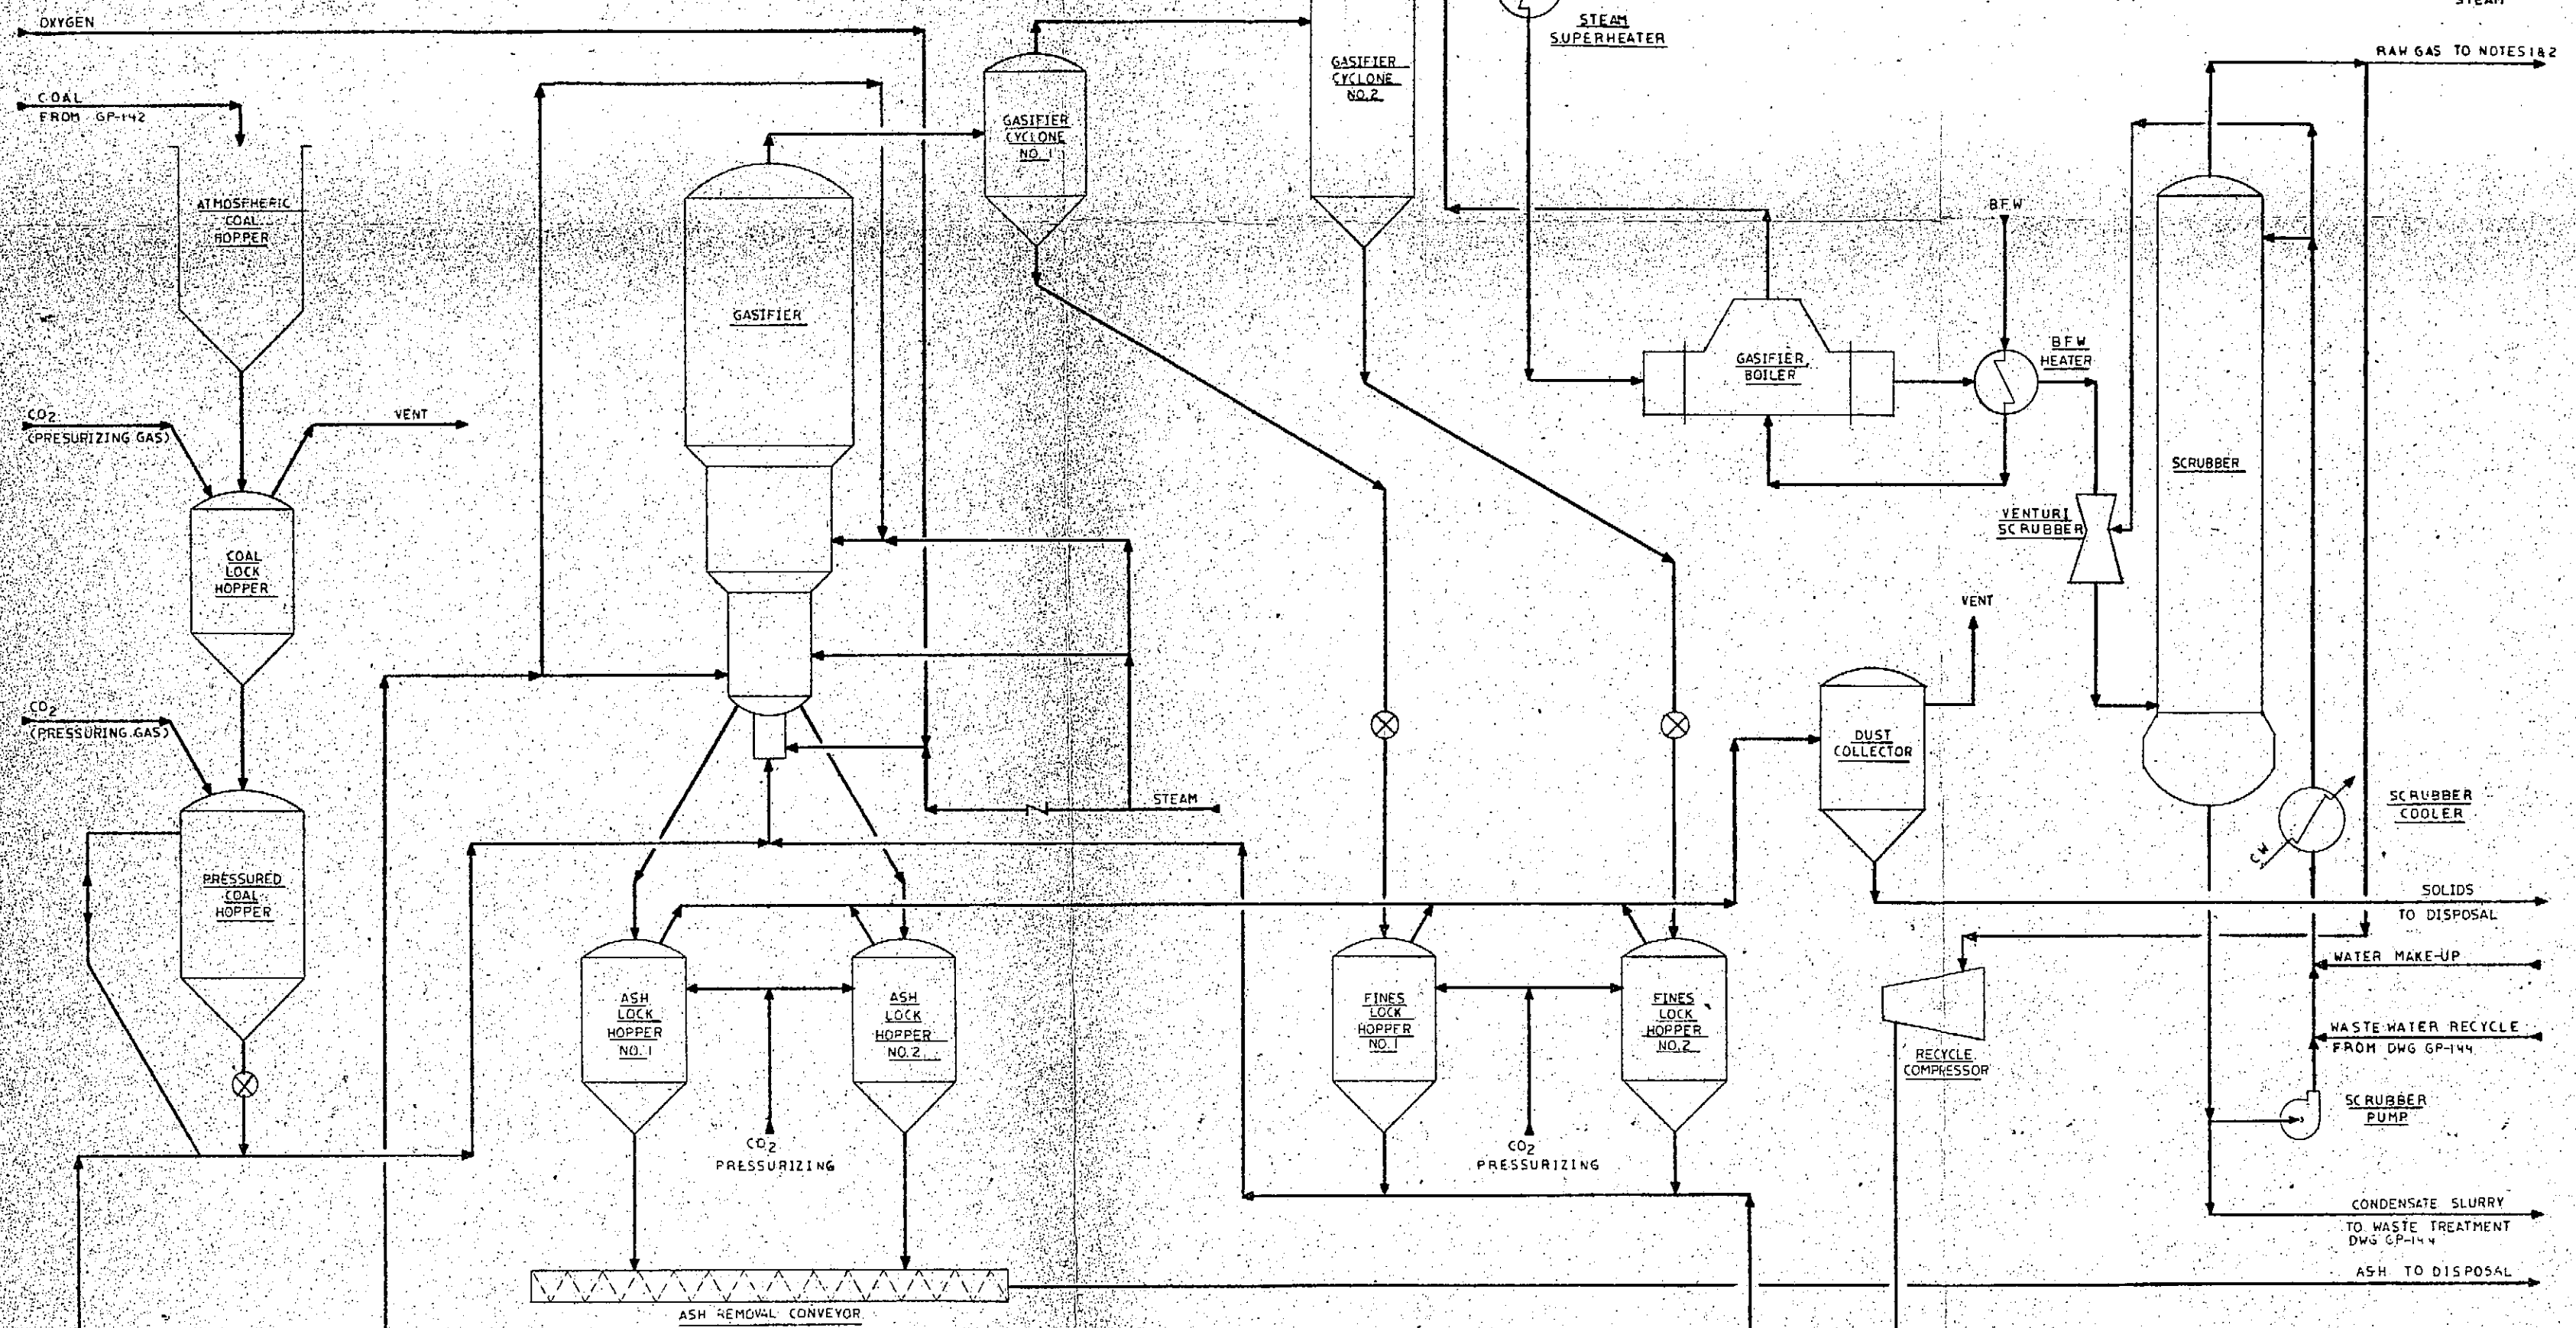 OXYGEN
COAL
FROM GP-142
ATMOSPHERIC
COAL
HOPPER
CO2
(PRESURIZING GAS)
VENT
COAL
LOCK
HOPPER
CO2
(PRESSURING GAS)
PRESSURED
COAL
HOPPER
GASIFIER
GASIFIER
CYCLONE
NO. 1
GASIFIER
CYCLONE
NO. 2
STEAM
SUPERHEATER
STEAM
RAW GAS TO NOTES 1 & 2
BFW
GASIFIER
BOILER
BFW
HEATER
VENTURI
SCRUBBER
SCRUBBER
STEAM
VENT
DUST
COLLECTOR
SCRUBBER
COOLER
CW
SOLIDS
TO DISPOSAL
WATER MAKE-UP
WASTE WATER RECYCLE
FROM DWG GP-144
SCRUBBER
PUMP
RECYCLE
COMPRESSOR
ASH
LOCK
HOPPER
NO. 1
ASH
LOCK
HOPPER
NO. 2
CO2
PRESSURIZING
FINES
LOCK
HOPPER
NO. 1
FINES
LOCK
HOPPER
NO. 2
CO2
PRESSURIZING
CONDENSATE SLURRY
TO WASTE TREATMENT
DWG GP-144
ASH TO DISPOSAL
ASH REMOVAL CONVEYOR